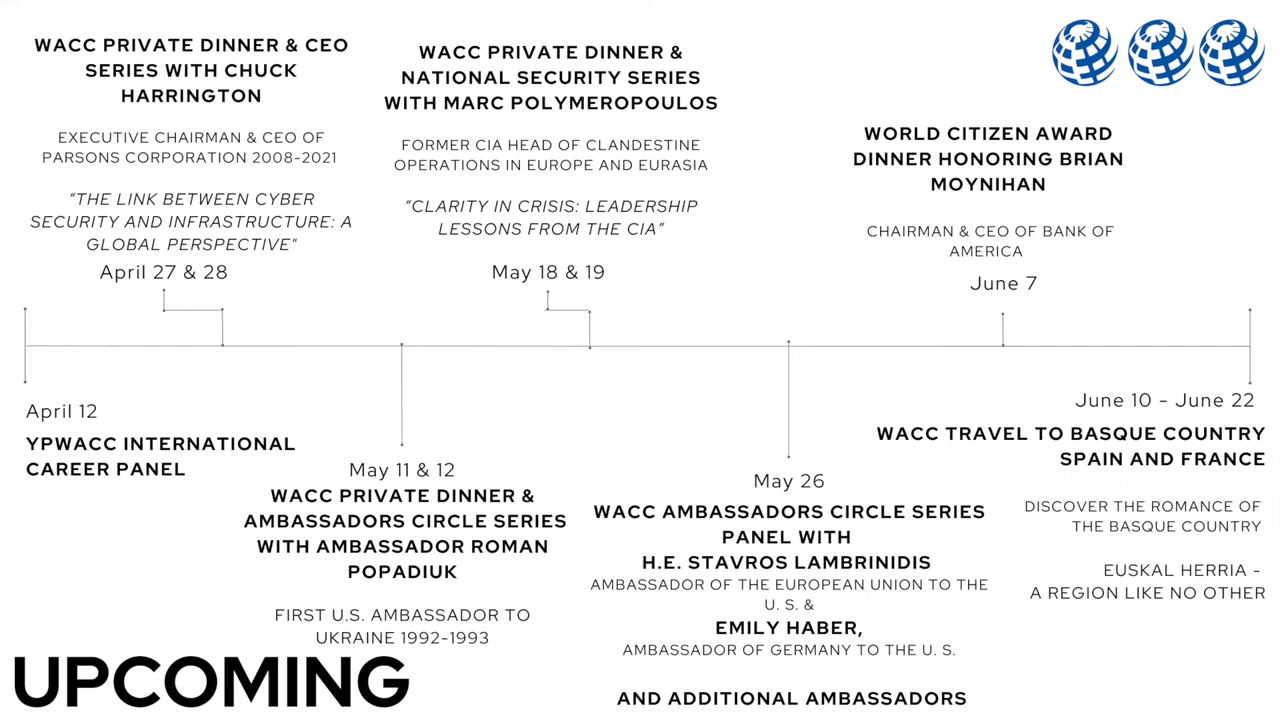 WACC PRIVATE DINNER & CEO
SERIES WITH CHUCK
HARRINGTON
EXECUTIVE CHAIRMAN & CEO OF
PARSONS CORPORATION 2008-2021
“THE LINK BETWEEN CYBER
SECURITY AND INFRASTRUCTURE: A
GLOBAL PERSPECTIVE"
April 27 & 28
WACC PRIVATE DINNER &
NATIONAL SECURITY SERIES
WITH MARC POLYMEROPOULOS
FORMER CIA HEAD OF CLANDESTINE
OPERATIONS IN EUROPE AND EURASIA
“CLARITY IN CRISIS: LEADERSHIP
LESSONS FROM THE CIA”
May 18 & 19
WORLD CITIZEN AWARD
DINNER HONORING BRIAN
MOYNIHAN
CHAIRMAN & CEO OF BANK OF
AMERICA
June 7
April 12
YPWACC INTERNATIONAL
CAREER PANEL
May 11 & 12
WACC PRIVATE DINNER &
AMBASSADORS CIRCLE SERIES
WITH AMBASSADOR ROMAN
POPADIUK
FIRST U.S. AMBASSADOR TO
UKRAINE 1992-1993
May 26
WACC AMBASSADORS CIRCLE SERIES
PANEL WITH
H.E. STAVROS LAMBRINIDIS
AMBASSADOR OF THE EUROPEAN UNION TO THE
U. S. &
EMILY HABER,
AMBASSADOR OF GERMANY TO THE U. S.
AND ADDITIONAL AMBASSADORS
June 10 - June 22
WACC TRAVEL TO BASQUE COUNTRY
SPAIN AND FRANCE
DISCOVER THE ROMANCE OF
THE BASQUE COUNTRY
EUSKAL HERRIA -
A REGION LIKE NO OTHER
UPCOMING